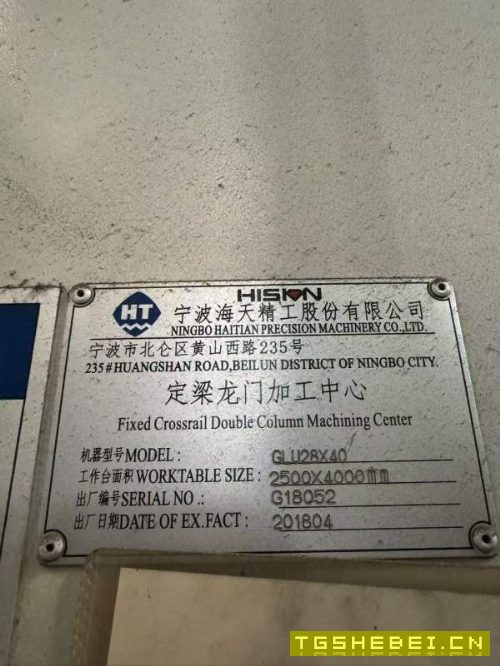 HISION
HT 宁波海天精工股份有限公司
NINGBO HAITIAN PRECISION MACHINERY CO.,LTD.
宁波市北仑区黄山西路235号
235#HUANGSHAN ROAD,BEILUN DISTRICT OF NINGBO CITY.
定梁龙门加工中心
Fixed Crossrail Double Column Machining Center
机器型号MODEL: GLU28X40
工作台面积WORKTABLE SIZE: 2500X4000mm
出厂编号SERIAL NO.: G18052
出厂日期DATE OF EX.FACT: 201804
TGSHEBEI.CN